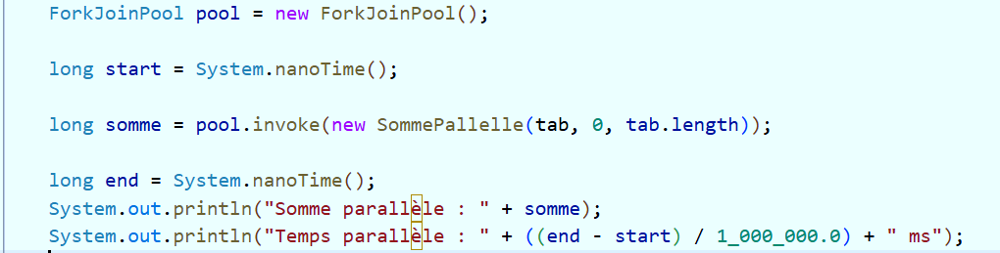 ForkJoinPool pool = new ForkJoinPool();
long start = System.nanoTime();
long somme = pool.invoke(new SommePallelle(tab, 0, tab.length));
long end = System.nanoTime();
System.out.println("Somme parallèle : " + somme);
System.out.println("Temps parallèle : " + ((end - start) / 1_000_000.0) + " ms");